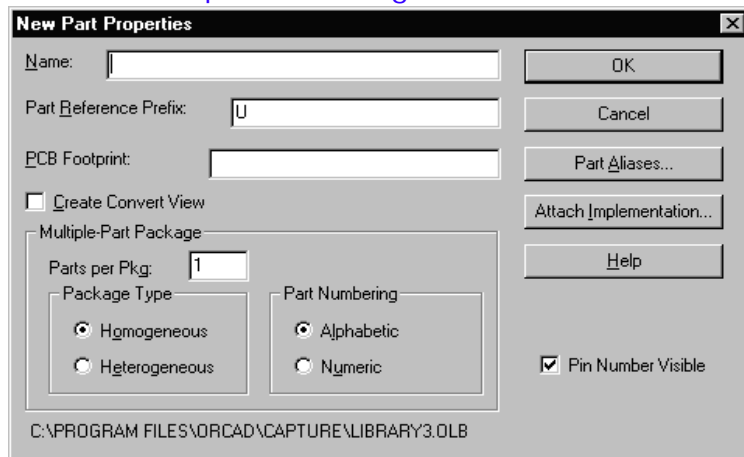 New Part Properties
Name:
OK
Part Reference Prefix:
U
Cancel
PCB Footprint:
Part Aliases...
Create Convert View
Attach Implementation...
Multiple-Part Package
Parts per Pkg:
1
Help
Package Type
Part Numbering
Homogeneous
Alphabetic
Heterogeneous
Numeric
Pin Number Visible
C:\PROGRAM FILES\ORCAD\CAPTURE\LIBRARY3.OLB